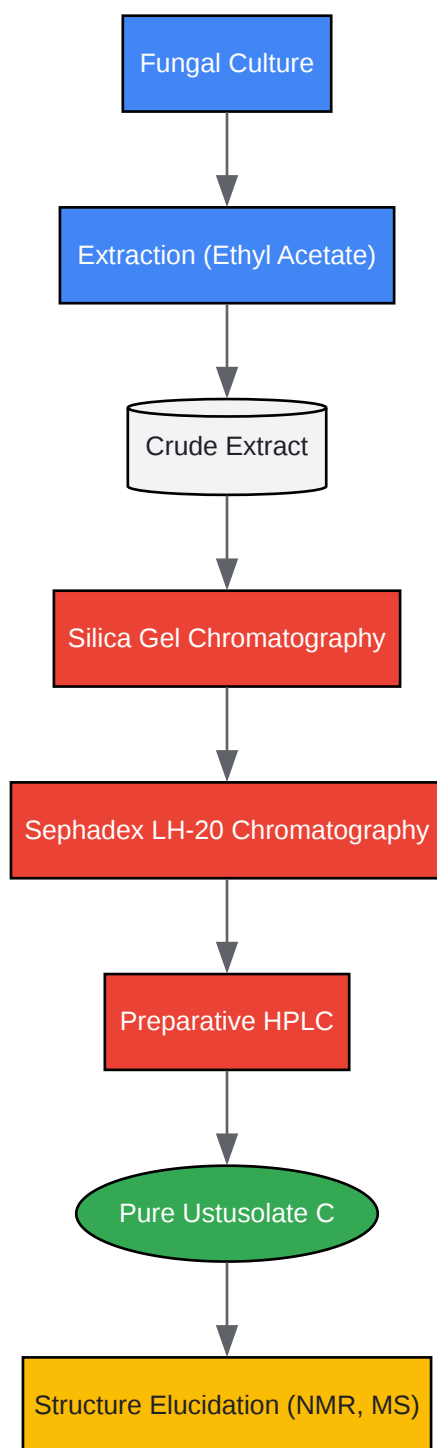 Fungal Culture
Extraction (Ethyl Acetate)
Crude Extract
Silica Gel Chromatography
Sephadex LH-20 Chromatography
Preparative HPLC
Pure Ustusolate C
Structure Elucidation (NMR, MS)